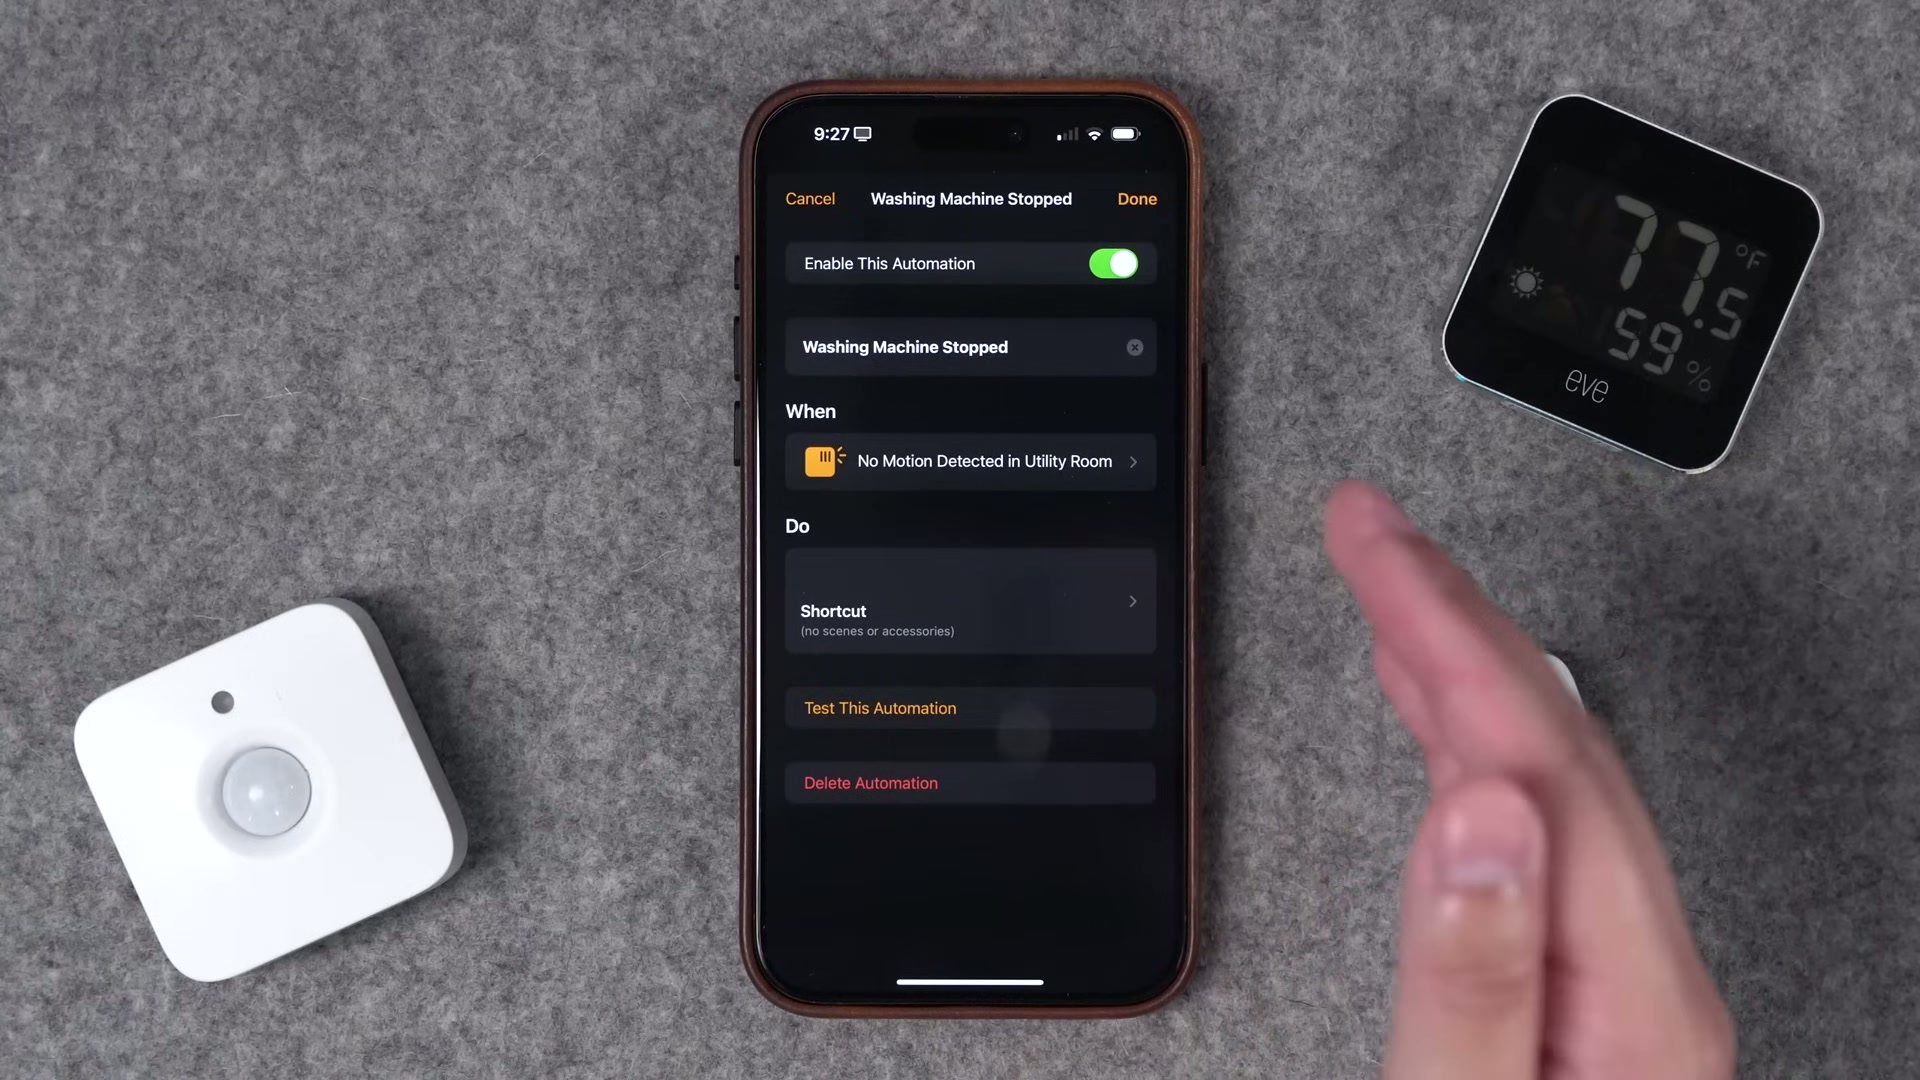 9:27
Cancel
Washing Machine Stopped
Done
Enable This Automation
Washing Machine Stopped
When
No Motion Detected in Utility Room
Do
Shortcut
(no scenes or accessories)
Test This Automation
Delete Automation
77.5 °F
59 %
eve